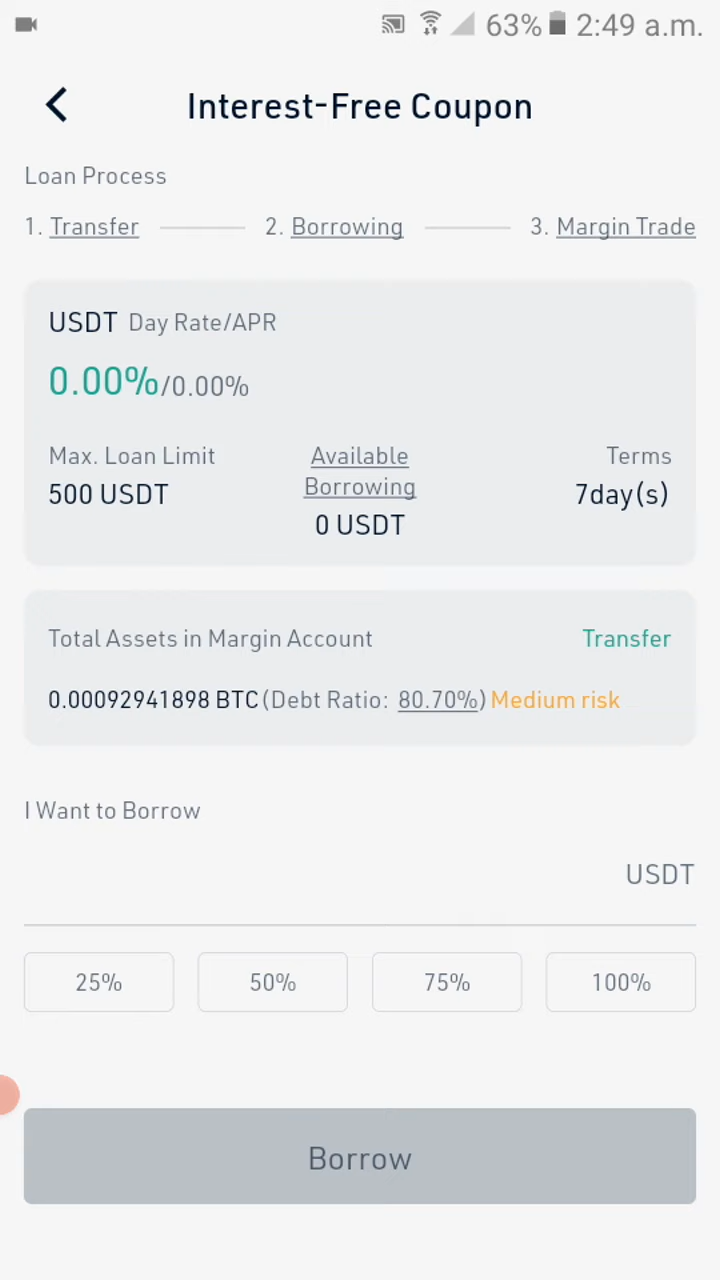 63% 2:49 a.m.
Interest-Free Coupon
Loan Process
1. Transfer 2. Borrowing 3. Margin Trade
USDT Day Rate/APR
0.00%/0.00%
Max. Loan Limit Available Borrowing Terms
500 USDT 0 USDT 7day(s)
Total Assets in Margin Account Transfer
0.00092941898 BTC(Debt Ratio: 80.70%) Medium risk
I Want to Borrow
USDT
25% 50% 75% 100%
Borrow